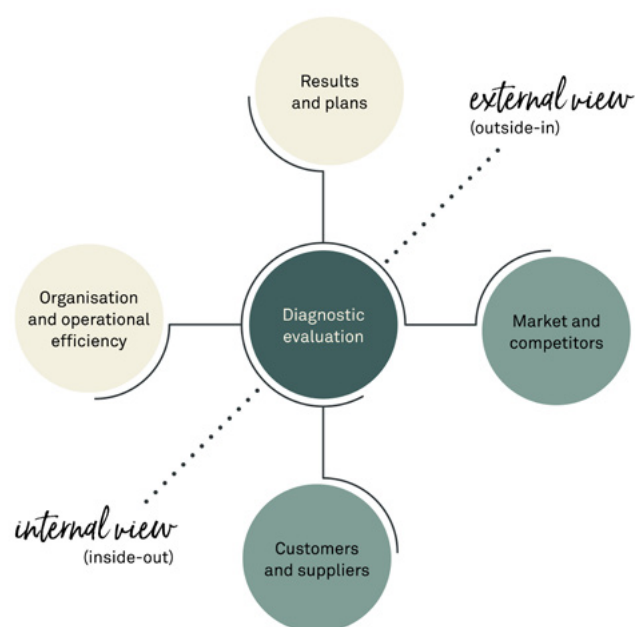 Results
and plans
external view
(outside-in)
Organisation
and operational
efficiency
Diagnostic
evaluation
Market and
competitors
internal view
(inside-out)
Customers
and suppliers